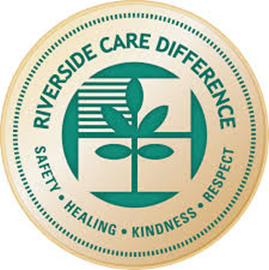 RIVERSIDE CARE DIFFERENCE
SAFETY • HEALING • KINDNESS • RESPECT